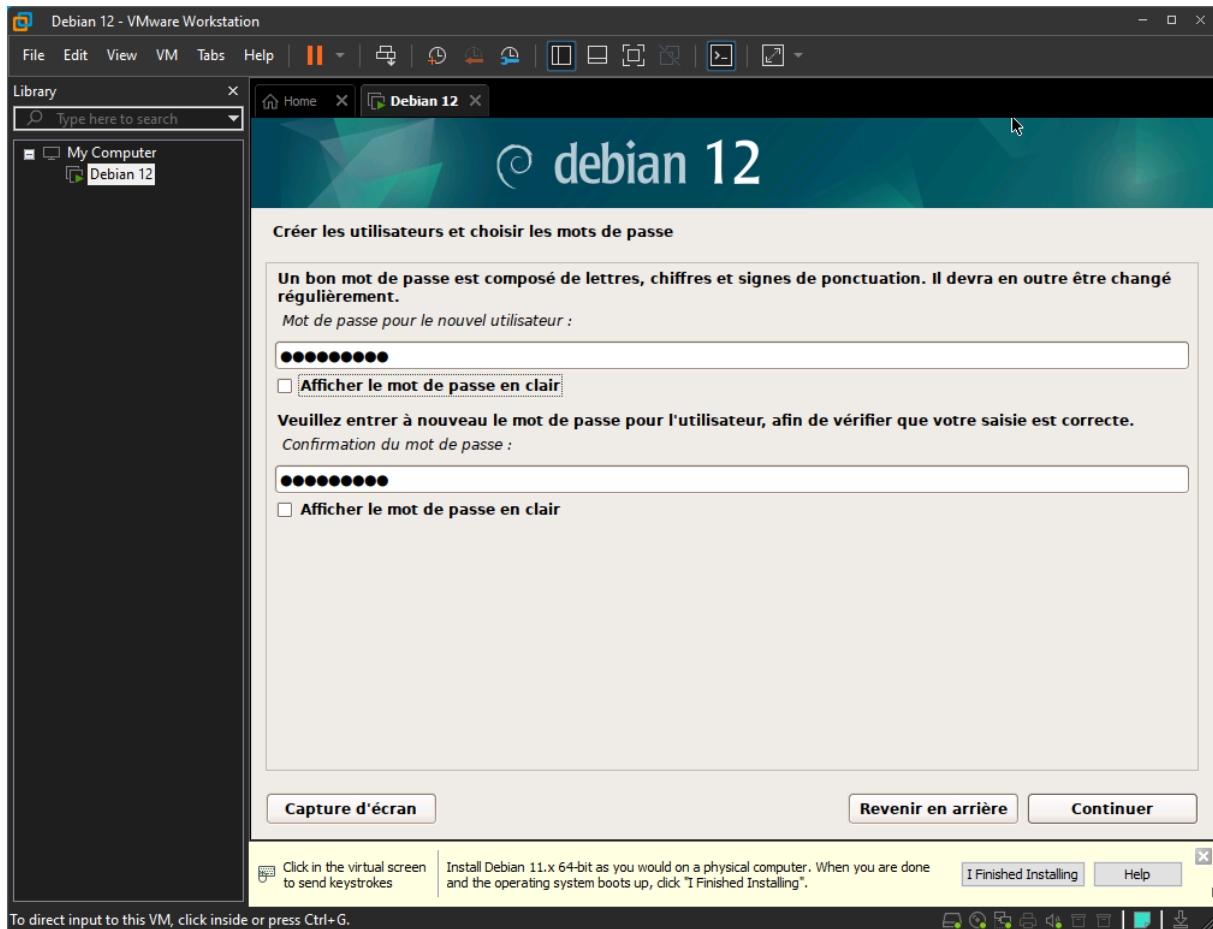 Debian 12 - VMware Workstation
File Edit View VM Tabs Help
Library
Type here to search
My Computer
Debian 12
Home
Debian 12
debian 12
Créer les utilisateurs et choisir les mots de passe
Un bon mot de passe est composé de lettres, chiffres et signes de ponctuation. Il devra en outre être changé
régulièrement.
Mot de passe pour le nouvel utilisateur :
●●●●●●●●●
Afficher le mot de passe en clair
Veuillez entrer à nouveau le mot de passe pour l'utilisateur, afin de vérifier que votre saisie est correcte.
Confirmation du mot de passe :
●●●●●●●●●
Afficher le mot de passe en clair
Capture d'écran
Revenir en arrière
Continuer
Click in the virtual screen
to send keystrokes
Install Debian 11.x 64-bit as you would on a physical computer. When you are done
and the operating system boots up, click "I Finished Installing".
I Finished Installing
Help
To direct input to this VM, click inside or press Ctrl+G.